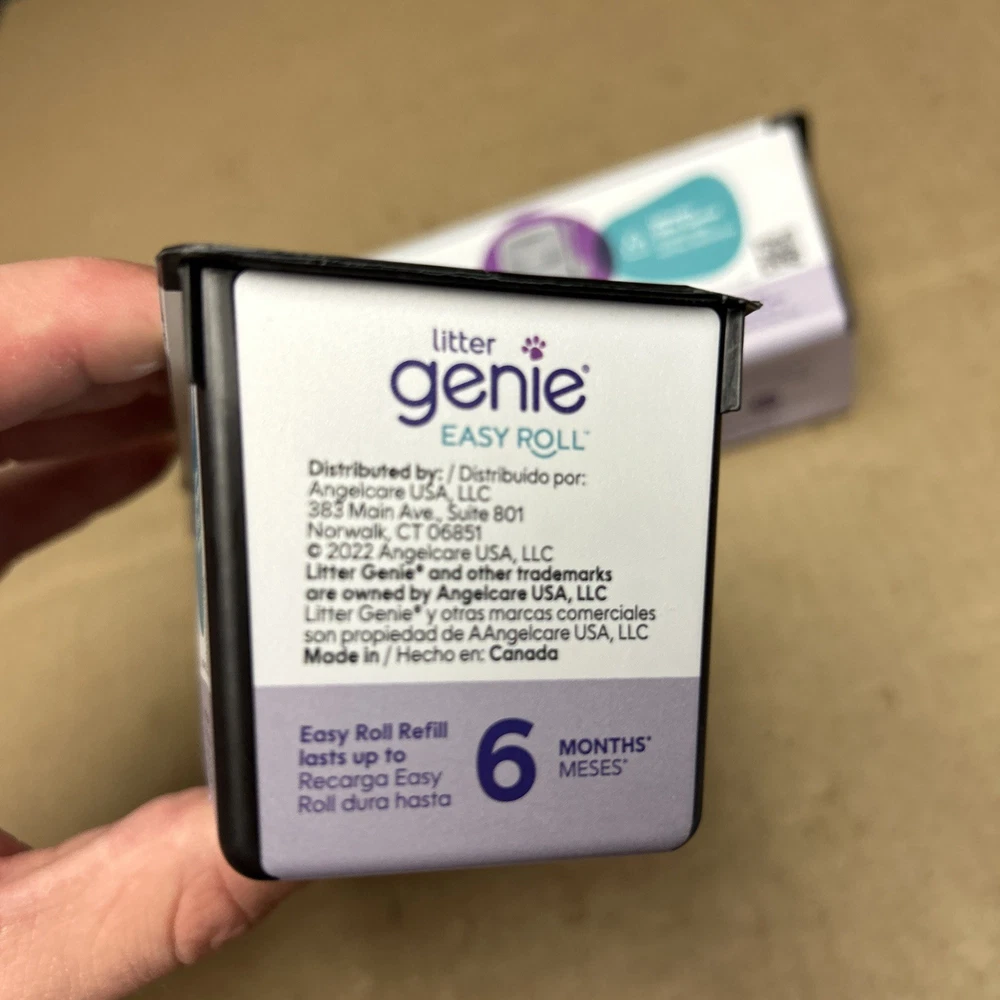 litter
genie®
EASY ROLL™
Distributed by: / Distribuido por:
Angelcare USA, LLC
383 Main Ave., Suite 801
Norwalk, CT 06851
© 2022 Angelcare USA, LLC
Litter Genie® and other trademarks
are owned by Angelcare USA, LLC
Litter Genie® y otras marcas comerciales
son propiedad de AAngelcare USA, LLC
Made in / Hecho en: Canada
Easy Roll Refill
lasts up to
Recarga Easy
Roll dura hasta
6
MONTHS*
MESES*